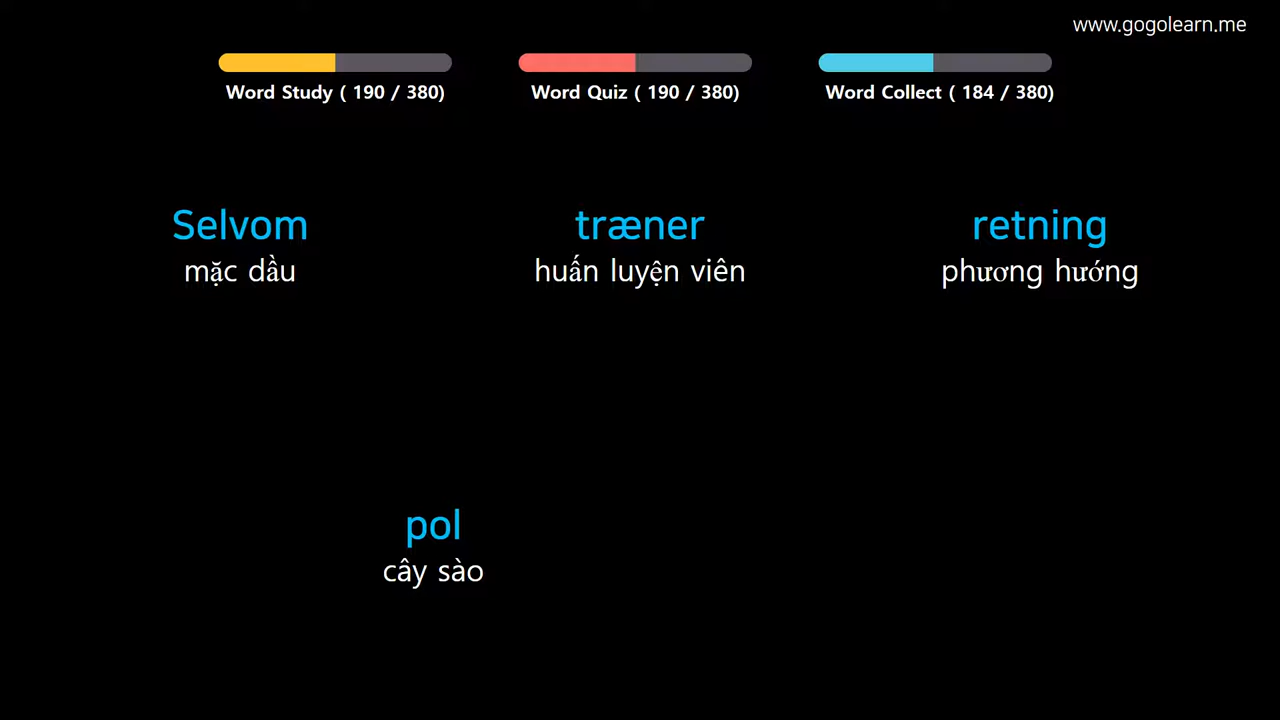 www.gogolearn.me
Word Study ( 190 / 380)
Word Quiz ( 190 / 380)
Word Collect ( 184 / 380)
Selvom
mặc dầu
træner
huấn luyện viên
retning
phương hướng
pol
cây sào